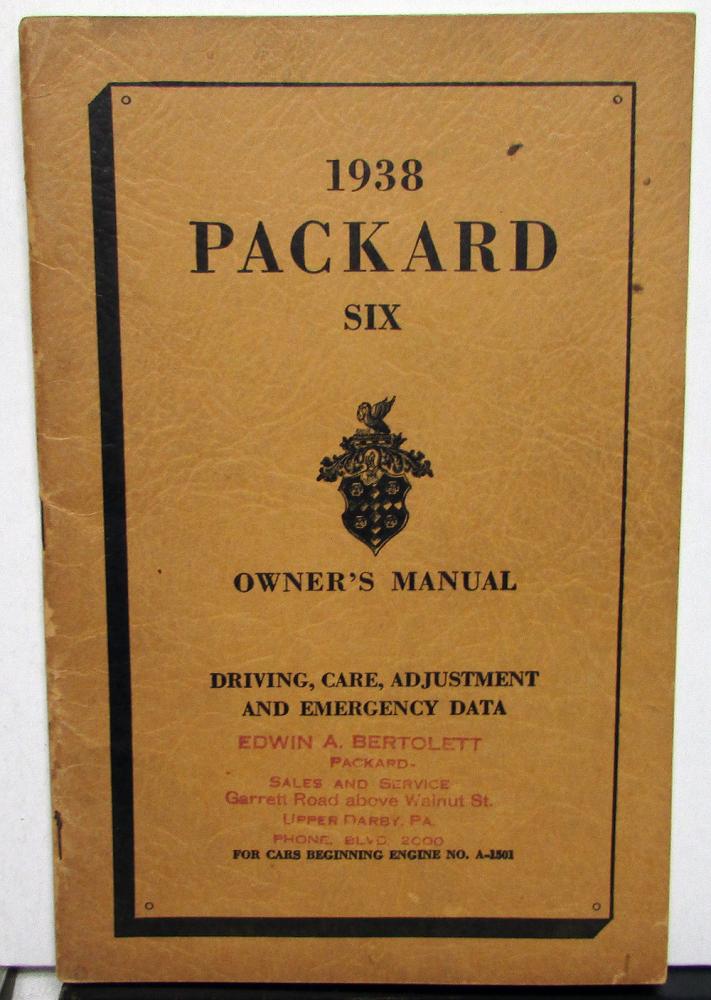 1938
PACKARD
SIX
OWNER'S MANUAL
DRIVING, CARE, ADJUSTMENT
AND EMERGENCY DATA
EDWIN A. BERTOLETT
PACKARD-
SALES AND SERVICE
Garrett Road above Walnut St.
UPPER DARBY, PA.
PHONE, BLVD. 2000
FOR CARS BEGINNING ENGINE NO. A-1501